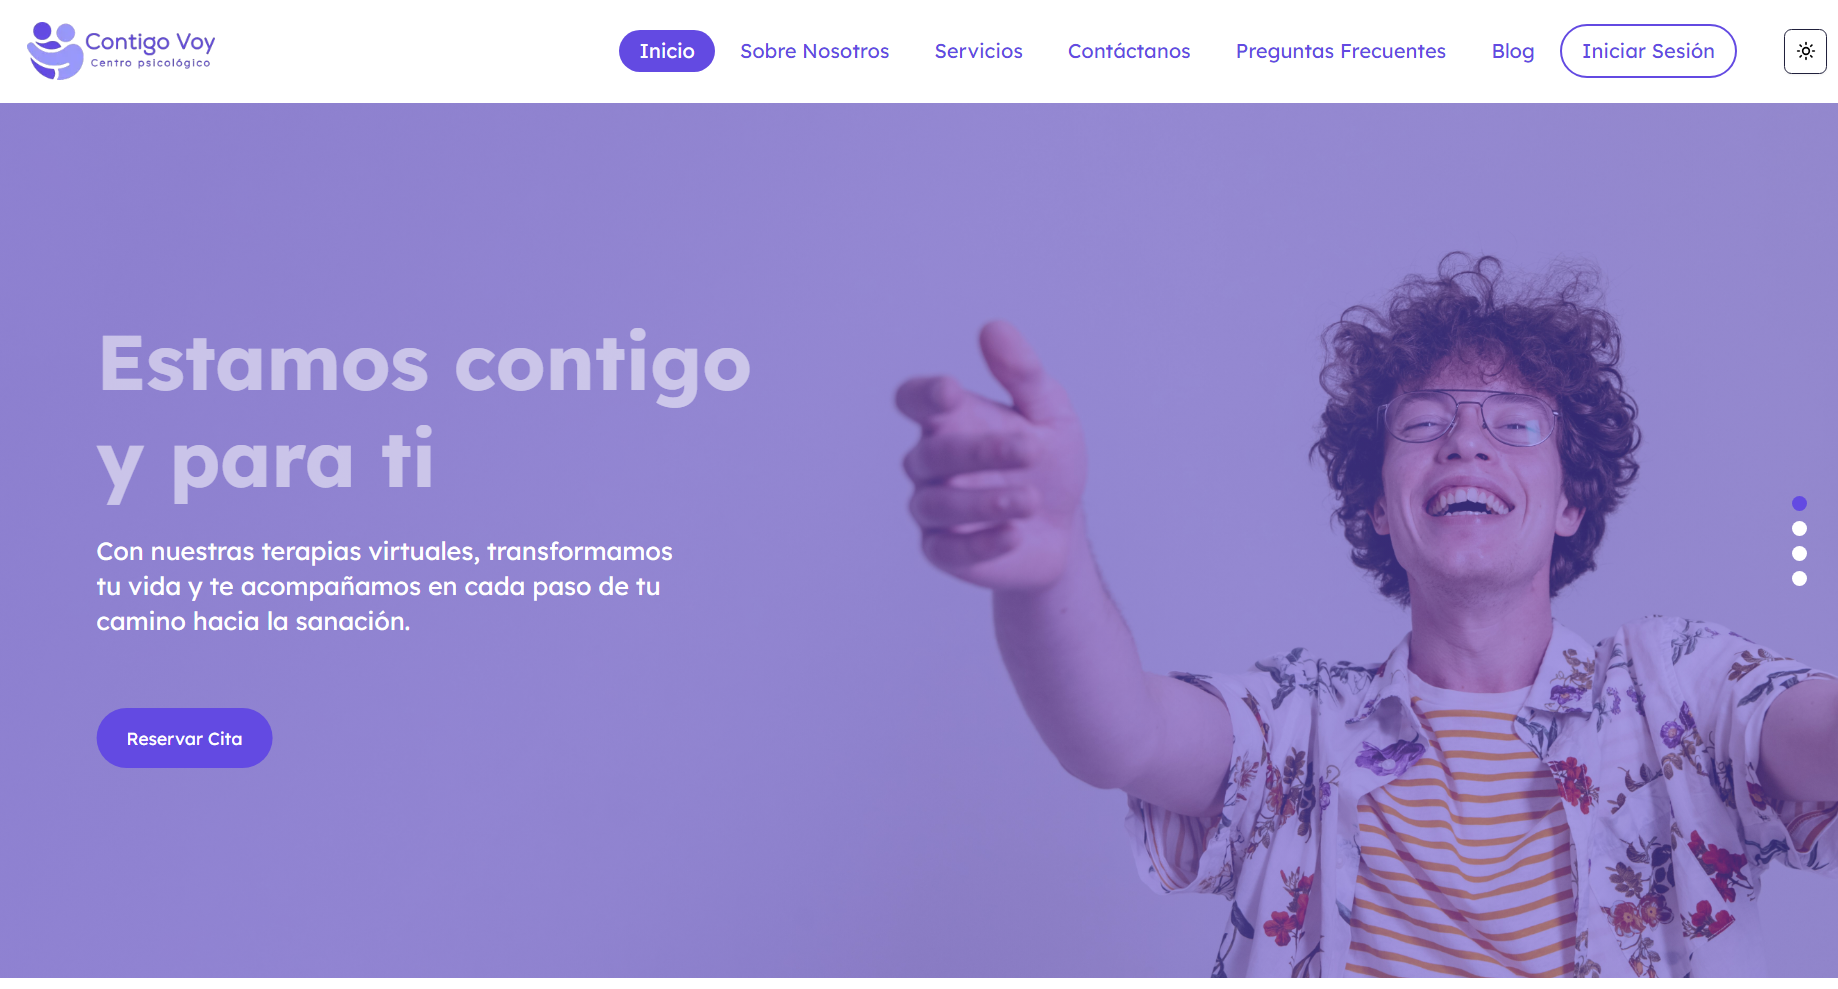 Contigo Voy
Centro psicológico
Inicio
Sobre Nosotros
Servicios
Contáctanos
Preguntas Frecuentes
Blog
Iniciar Sesión
Estamos contigo
y para ti
Con nuestras terapias virtuales, transformamos
tu vida y te acompañamos en cada paso de tu
camino hacia la sanación.
Reservar Cita